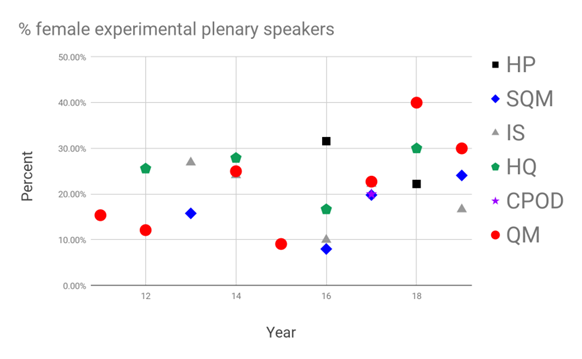 % female experimental plenary speakers
50.00%
40.00%
30.00%
20.00%
10.00%
0.00%
Percent
12
14
16
18
Year
HP
SQM
IS
HQ
CPOD
QM